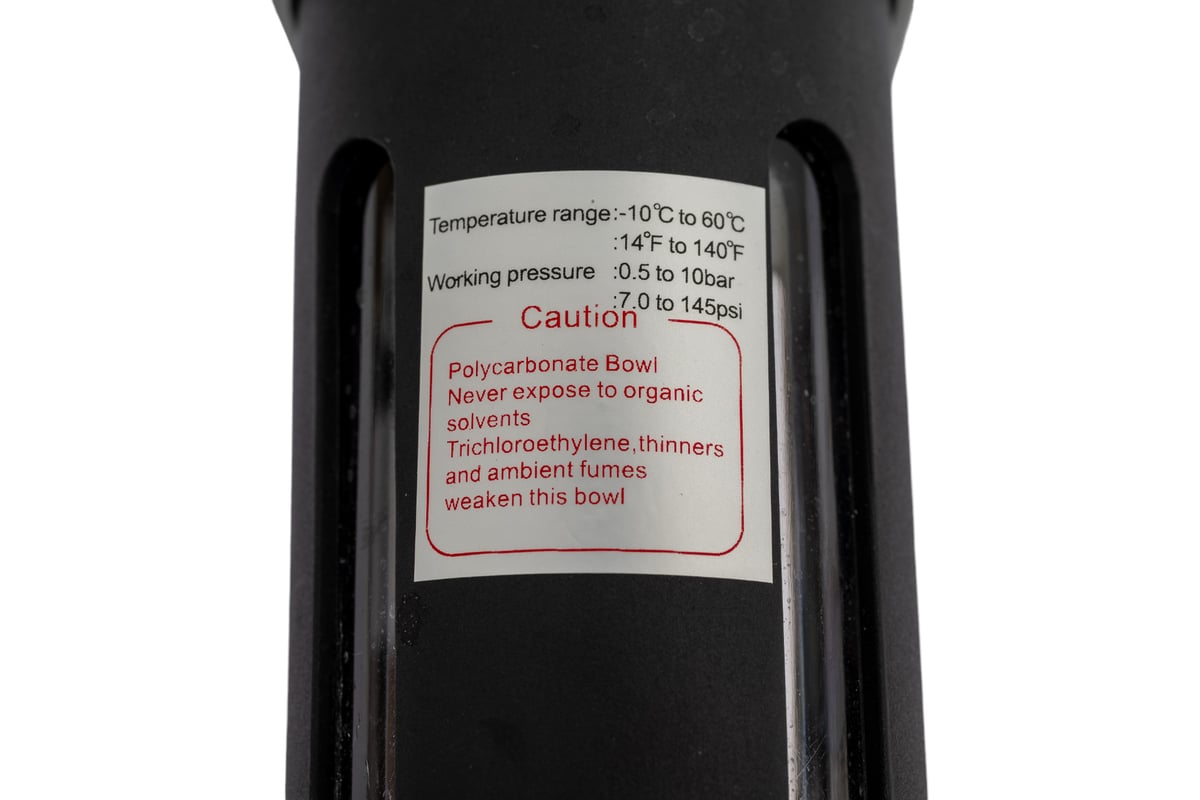 Temperature range:-10℃ to 60℃
:14°F to 140°F
Working pressure :0.5 to 10bar
:7.0 to 145psi
Caution
Polycarbonate Bowl
Never expose to organic
solvents
Trichloroethylene,thinners
and ambient fumes
weaken this bowl